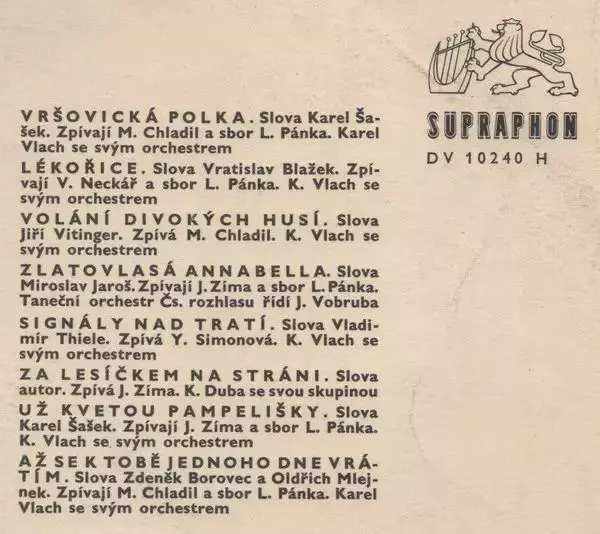 SUPRAPHON
DV 10240 H
VRŠOVICKÁ POLKA. Slova Karel Ša-
šek. Zpívají M. Chladil a sbor L. Pánka. Karel
Vlach se svým orchestrem
LÉKOŘICE. Slova Vratislav Blažek. Zpí-
vají V. Neckář a sbor L. Pánka. K. Vlach se
svým orchestrem
VOLÁNÍ DIVOKÝCH HUSÍ. Slova
Jiří Vitinger. Zpívá M. Chladil. K. Vlach se
svým orchestrem
ZLATOVLASÁ ANNABELLA. Slova
Miroslav Jaroš. Zpívají J. Zíma a sbor L. Pánka.
Taneční orchestr Čs. rozhlasu řídí J. Vobruba
SIGNÁLY NAD TRATÍ. Slova Vladi-
mír Thiele. Zpívá Y. Simonová. K. Vlach se
svým orchestrem
ZA LESÍČKEM NA STRÁNI. Slova
autor. Zpívá J. Zíma. K. Duba se svou skupinou
UŽ KVETOU PAMPELIŠKY. Slova
Karel Šašek. Zpívají J. Zíma a sbor L. Pánka.
K. Vlach se svým orchestrem
AŽ SE K TOBĚ JEDNOHO DNE VRÁ-
TÍM. Slova Zdeněk Borovec a Oldřich Mlej-
nek. Zpívají M. Chladil a sbor L. Pánka. Karel
Vlach se svým orchestrem